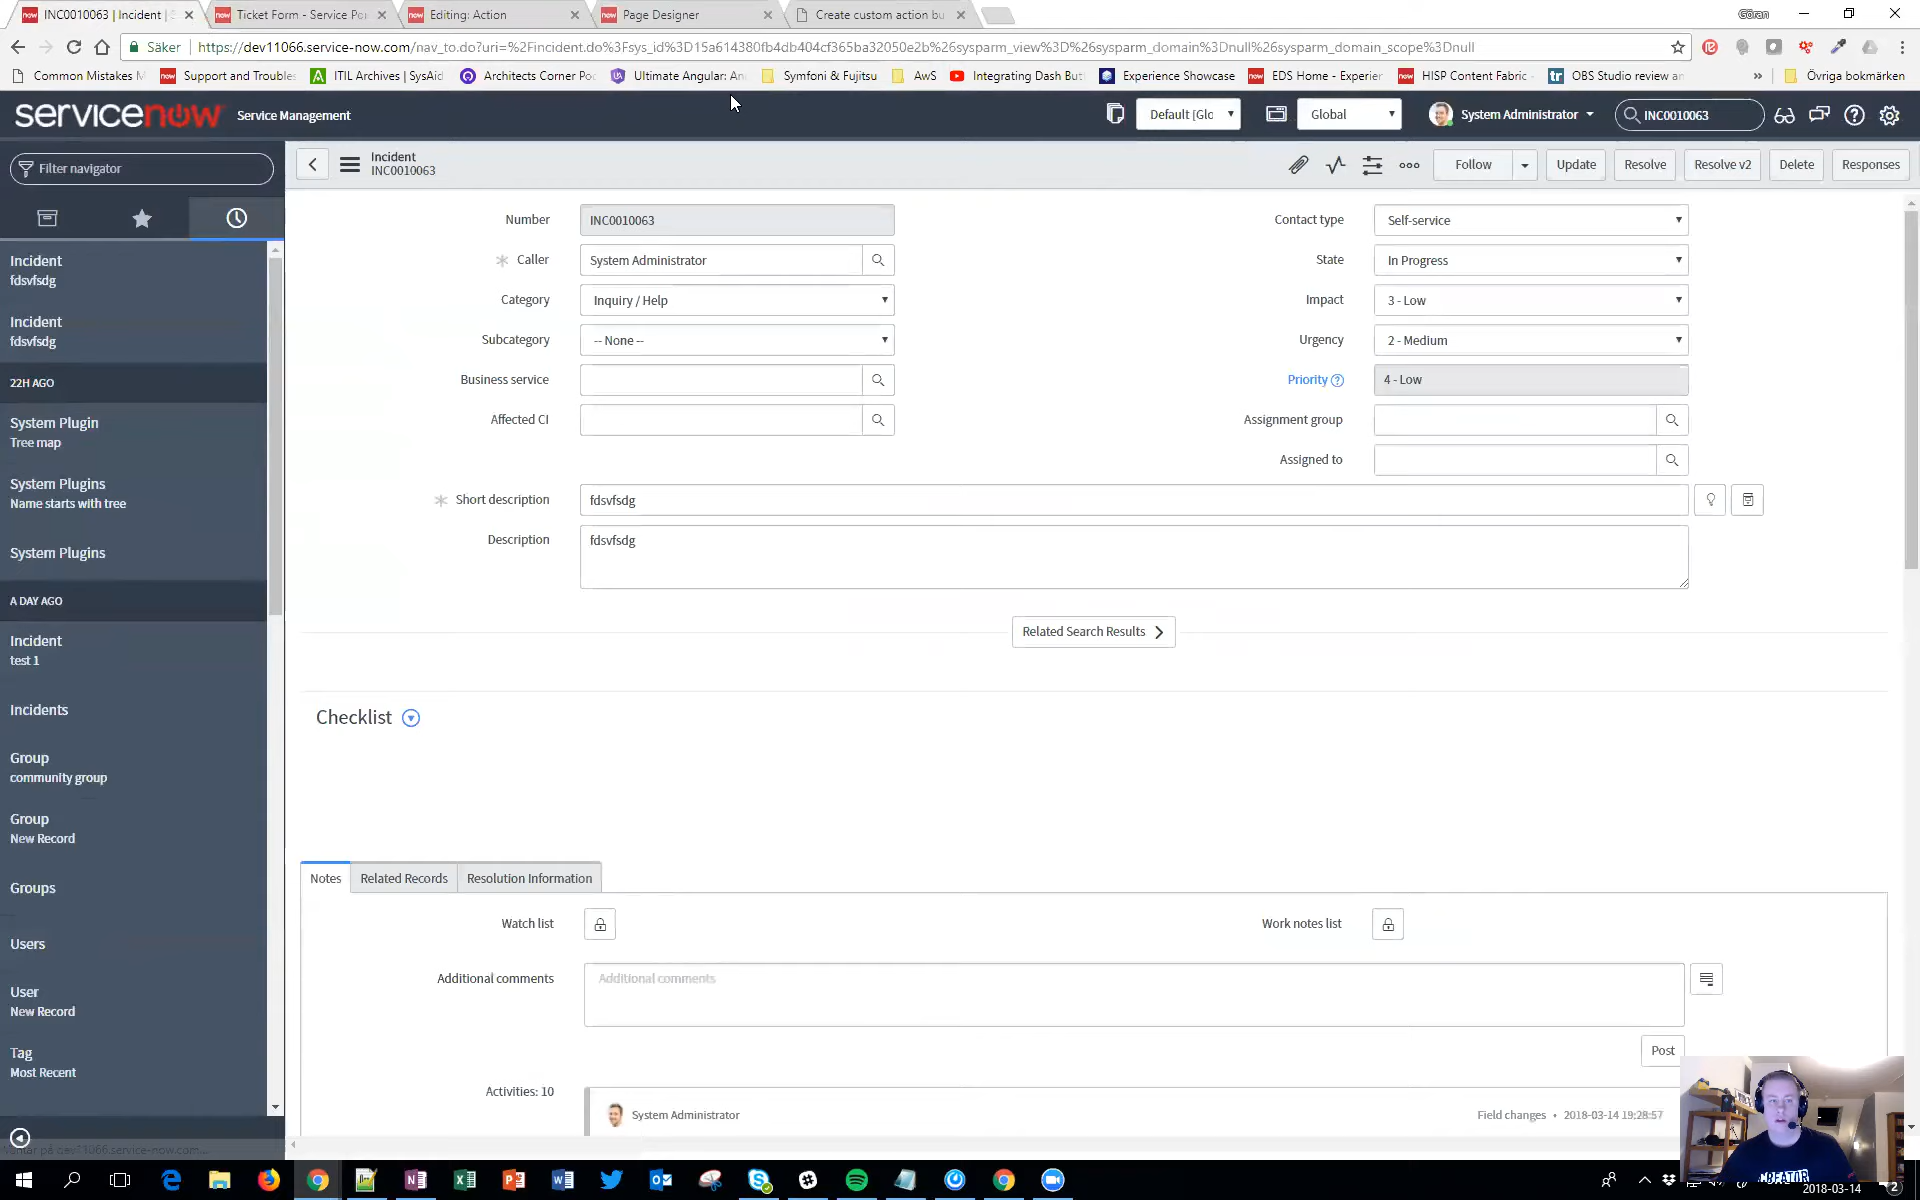 INC0010063 | Incident |
Ticket Form - Service Po
Editing: Action
Page Designer
Create custom action bu
Göran
Säker
https://dev11066.service-now.com/nav_to.do?uri=%2Fincident.do%3Fsys_id%3D15a614380fb4db404cf365ba32050e2b%26sysparm_view%3D%26sysparm_domain%3Dnull%26sysparm_domain_scope%3Dnull
Common Mistakes
Support and Troubles
ITIL Archives | SysAid
Architects Corner Po
Ultimate Angular: An
Symfoni & Fujitsu
AwS
Integrating Dash But
Experience Showcase
EDS Home - Experier
HISP Content Fabric
OBS Studio review an
»
Övriga bokmärken
servicenow Service Management
Default [Glo
Global
System Administrator
INC0010063
Filter navigator
Incident
INC0010063
Follow
Update
Resolve
Resolve v2
Delete
Responses
Incident
fdsvfsdg
Incident
fdsvfsdg
22H AGO
System Plugin
Tree map
System Plugins
Name starts with tree
System Plugins
A DAY AGO
Incident
test 1
Incidents
Group
community group
Group
New Record
Groups
Users
User
New Record
Tag
Most Recent
Number INC0010063
Caller System Administrator
Category Inquiry / Help
Subcategory -- None --
Business service
Affected CI
Contact type Self-service
State In Progress
Impact 3 - Low
Urgency 2 - Medium
Priority 4 - Low
Assignment group
Assigned to
Short description fdsvfsdg
Description fdsvfsdg
Related Search Results
Checklist
Notes
Related Records
Resolution Information
Watch list
Work notes list
Additional comments Additional comments
Post
Activities: 10
System Administrator
Field changes • 2018-03-14 19:28:57
CREATOR
2018-03-14
2